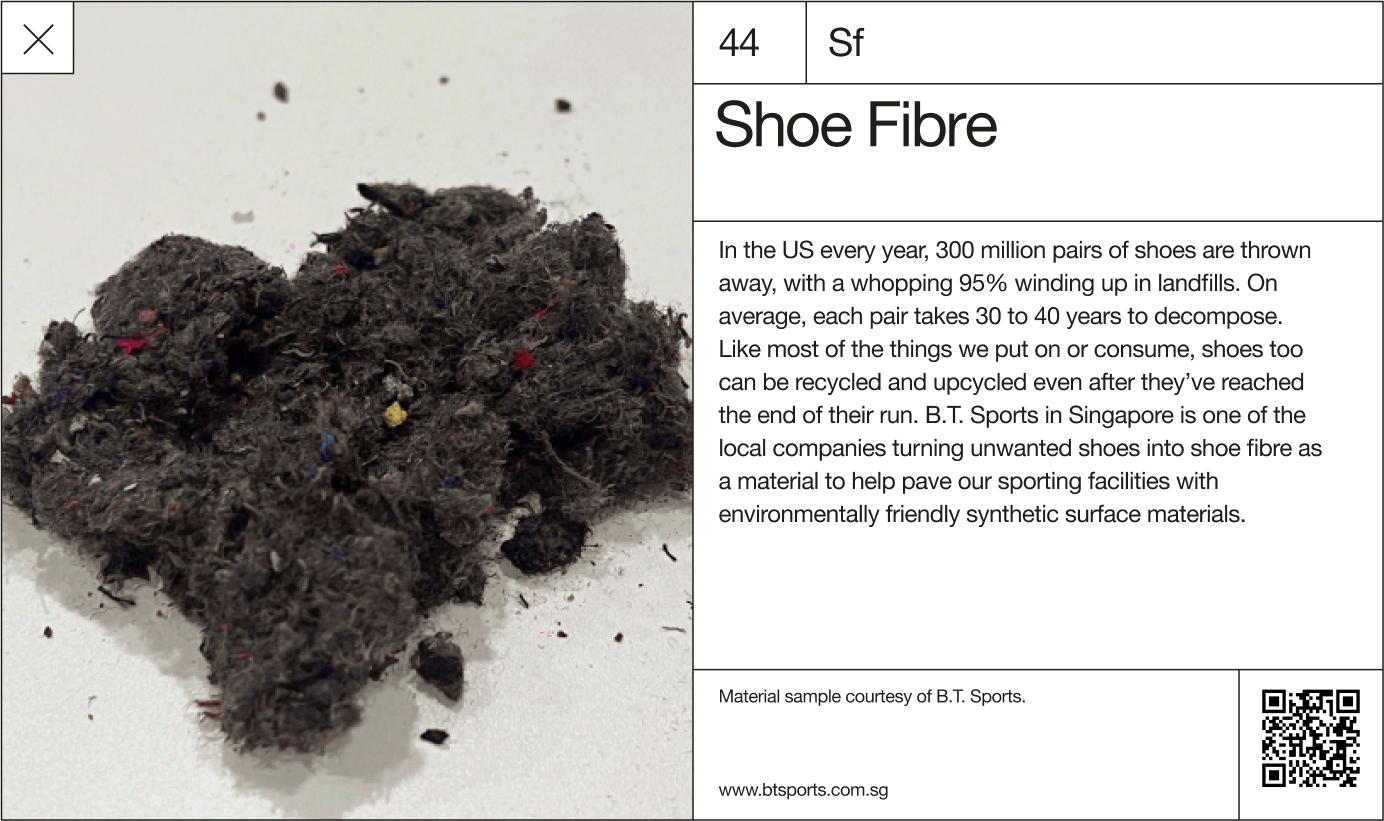 44
Sf
Shoe Fibre
In the US every year, 300 million pairs of shoes are thrown
away, with a whopping 95% winding up in landfills. On
average, each pair takes 30 to 40 years to decompose.
Like most of the things we put on or consume, shoes too
can be recycled and upcycled even after they’ve reached
the end of their run. B.T. Sports in Singapore is one of the
local companies turning unwanted shoes into shoe fibre as
a material to help pave our sporting facilities with
environmentally friendly synthetic surface materials.
Material sample courtesy of B.T. Sports.
www.btsports.com.sg